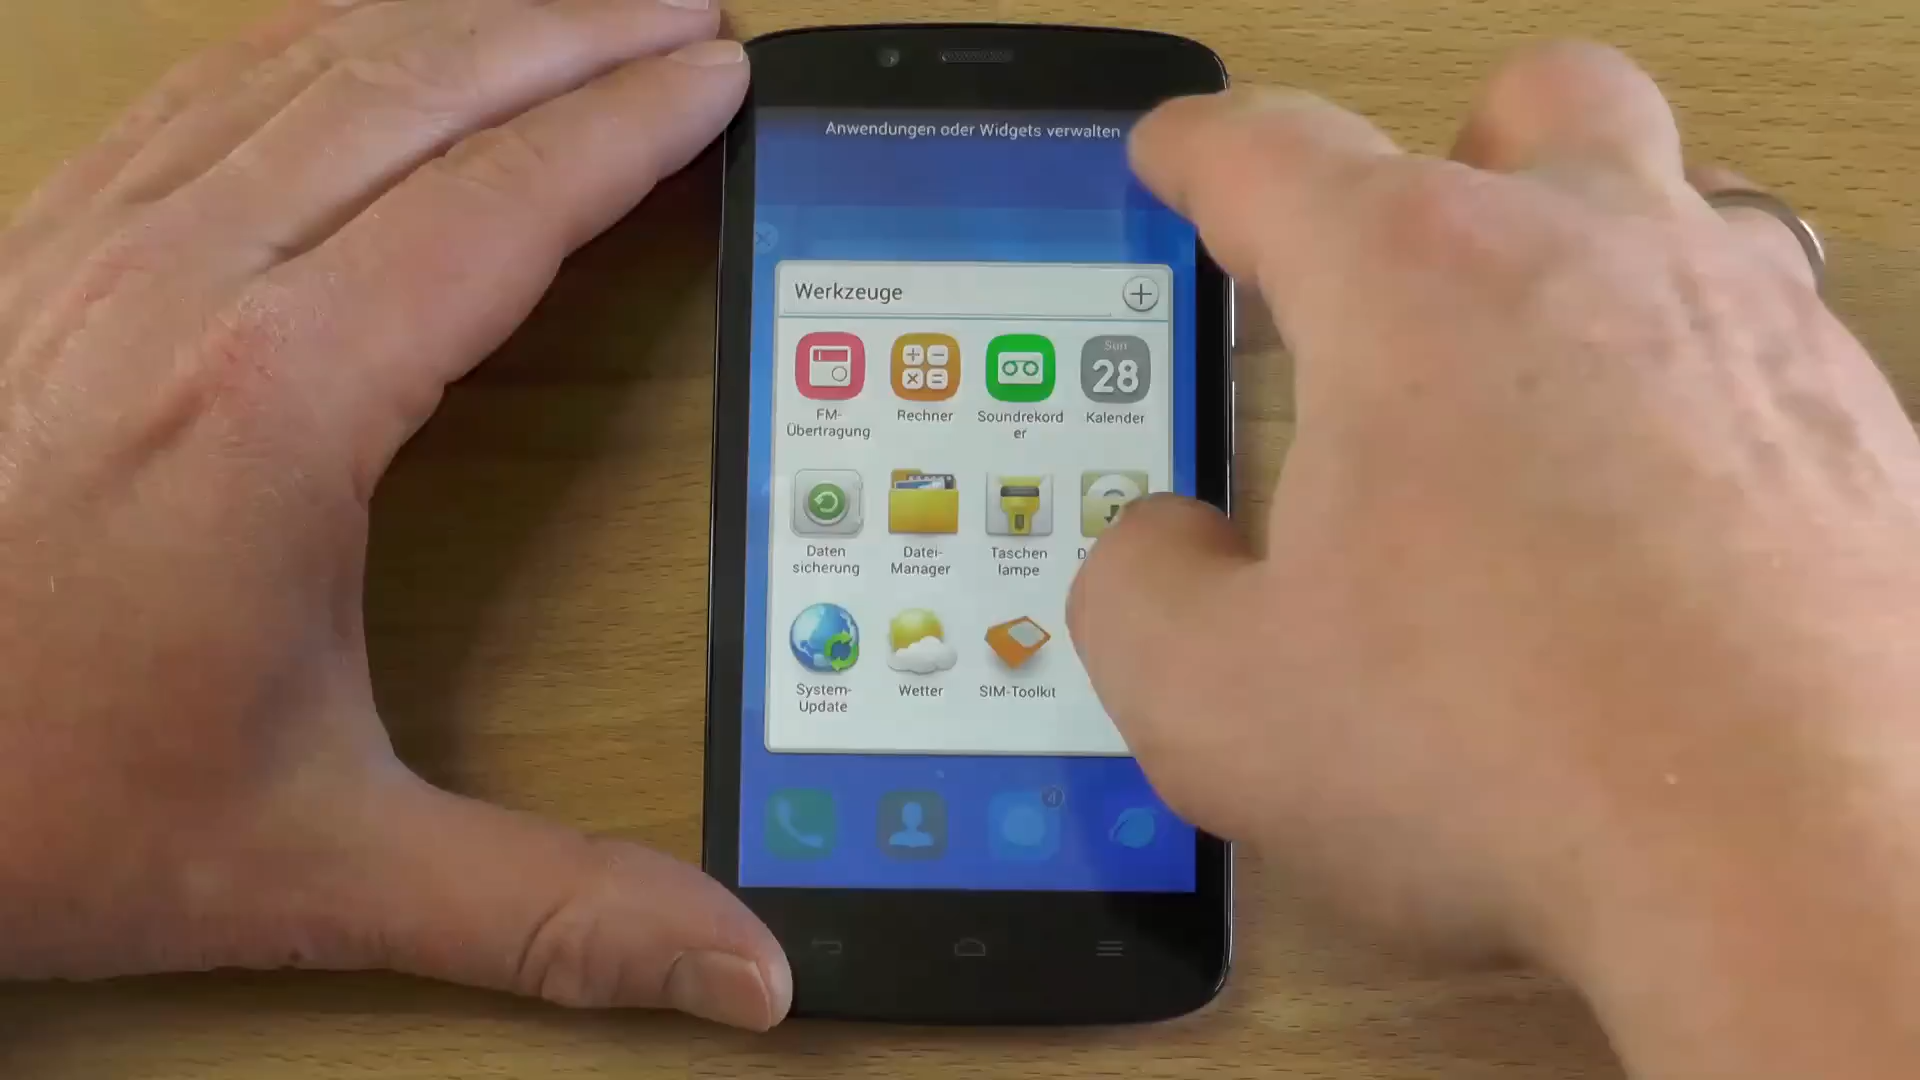 Anwendungen oder Widgets verwalten
Werkzeuge
Sun
28
FM-
Übertragung
Rechner
Soundrekord
er
Kalender
Daten
sicherung
Datei-
Manager
Taschen
lampe
System-
Update
Wetter
SIM-Toolkit
4